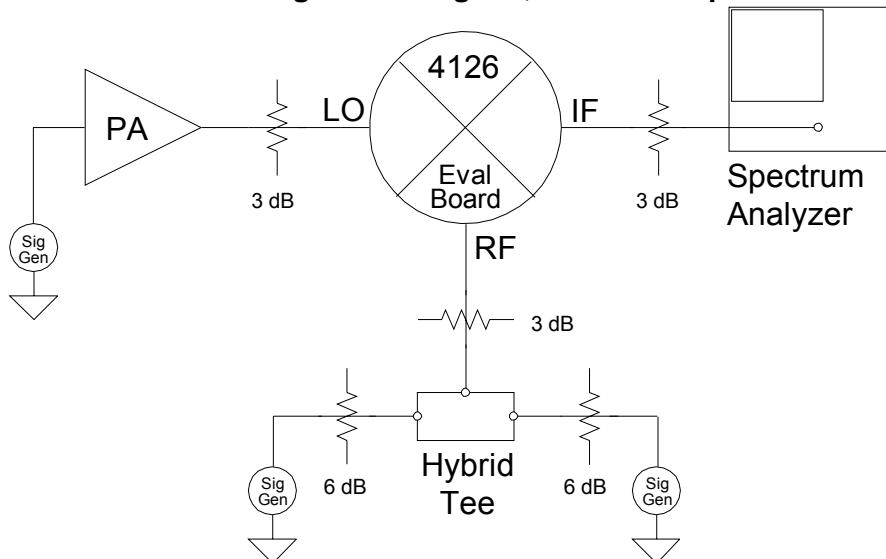 4126
LO
IF
PA
Eval
Board
3 dB
3 dB
Spectrum
Analyzer
Sig
Gen
RF
3 dB
6 dB
6 dB
Hybrid
Tee
Sig
Gen
Sig
Gen